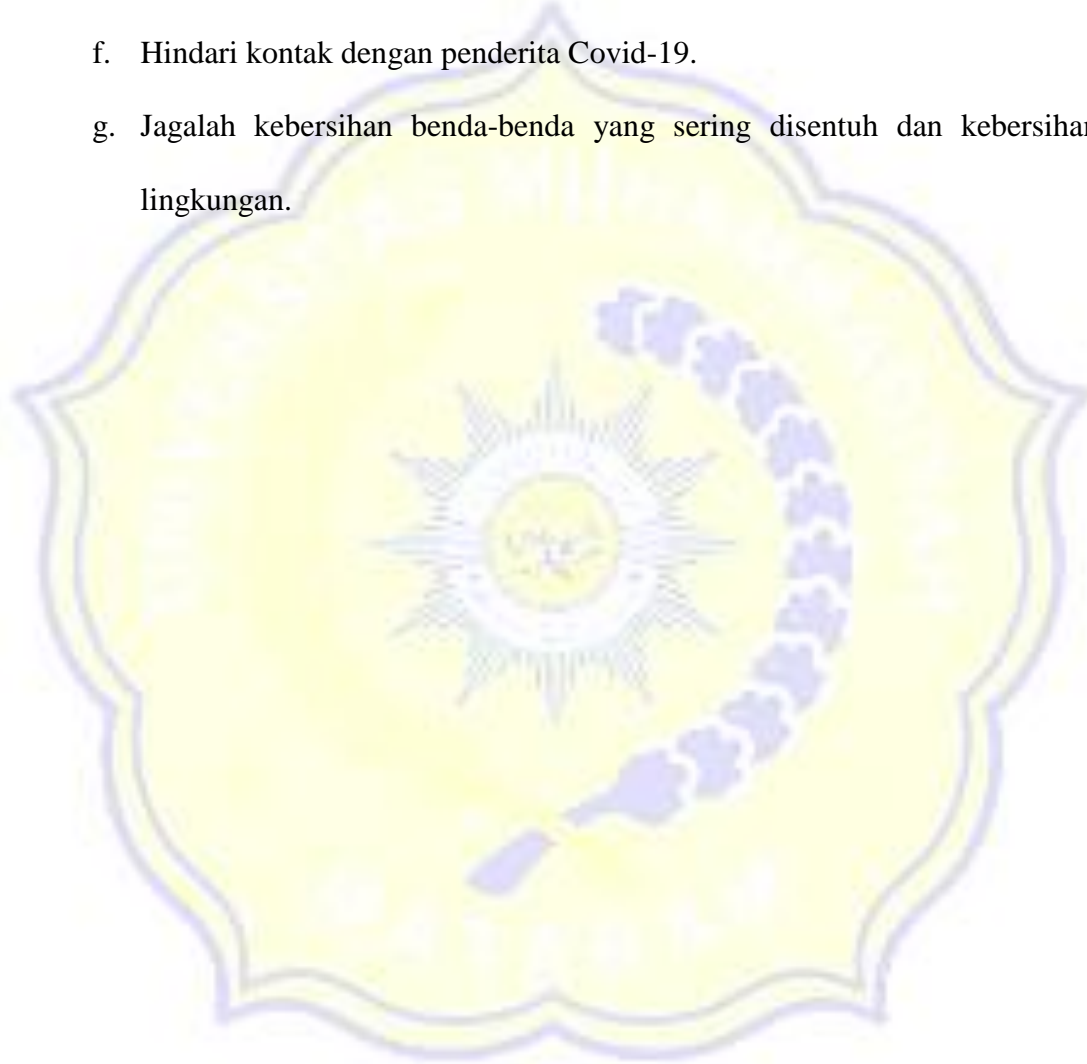 f. Hindari kontak dengan penderita Covid-19.
g. Jagalah kebersihan benda-benda yang sering disentuh dan kebersihan
lingkungan.